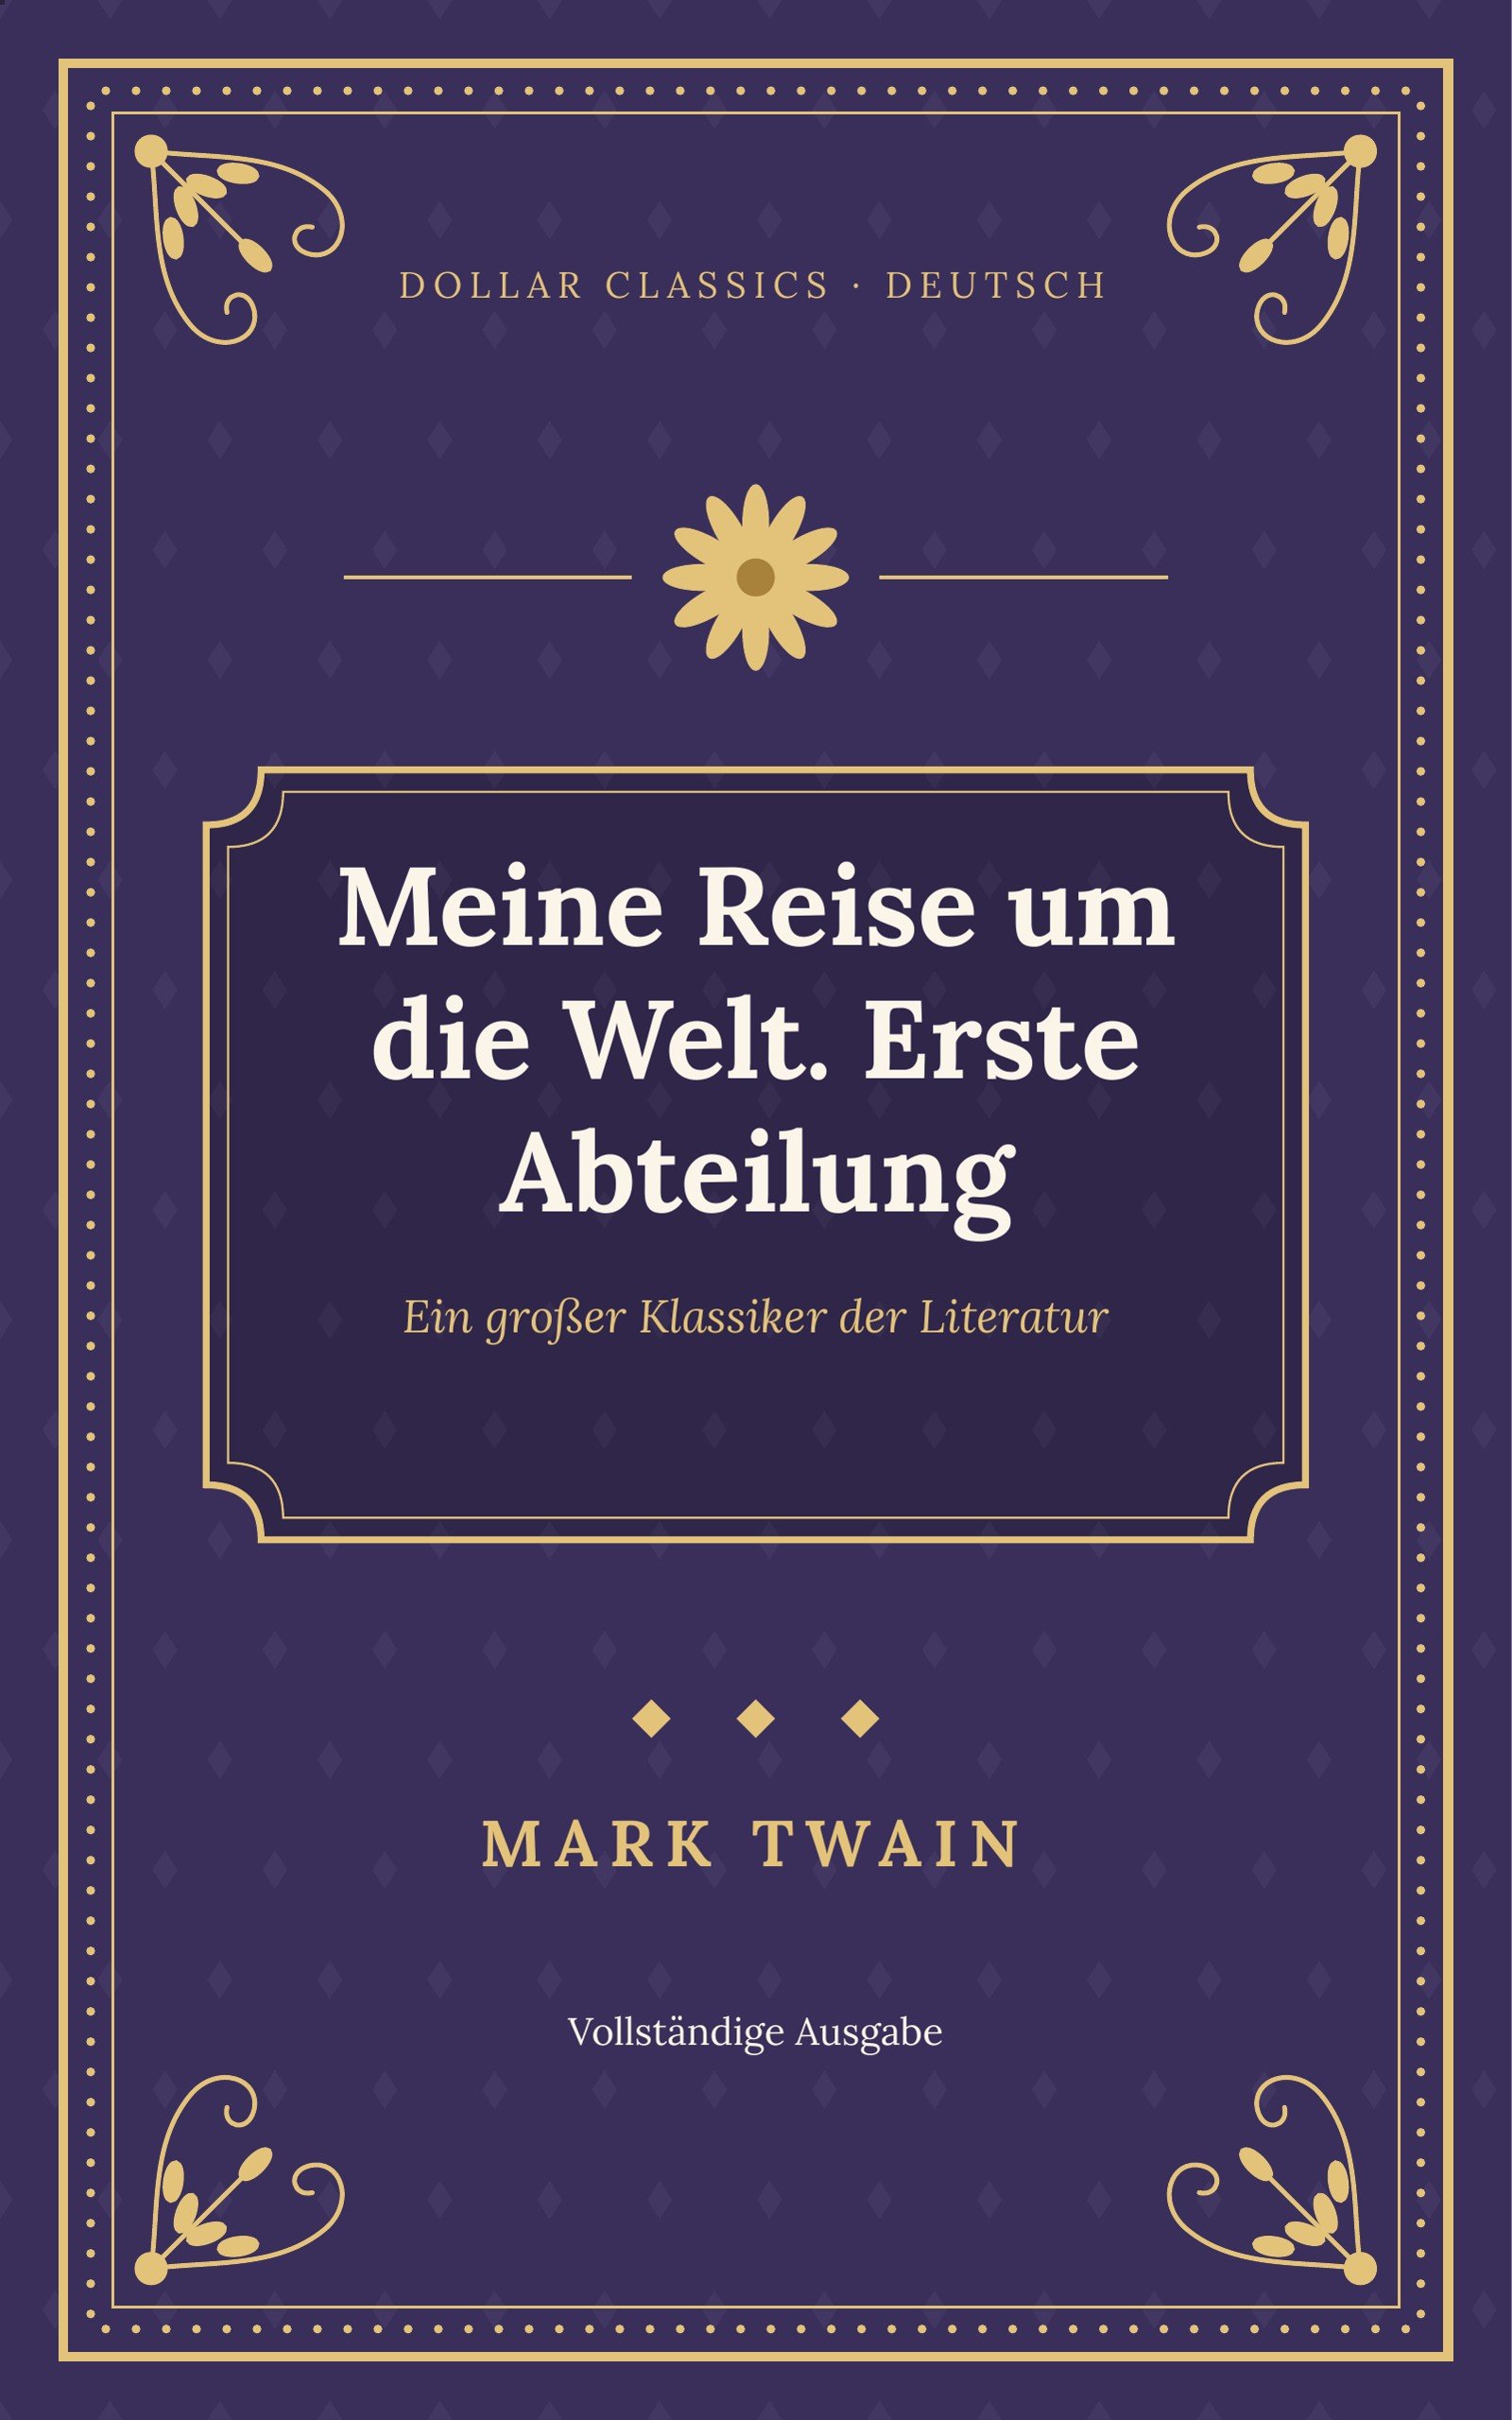 DOLLAR CLASSICS · DEUTSCH
Meine Reise um
die Welt. Erste
Abteilung
Ein großer Klassiker der Literatur
MARK TWAIN
Vollständige Ausgabe